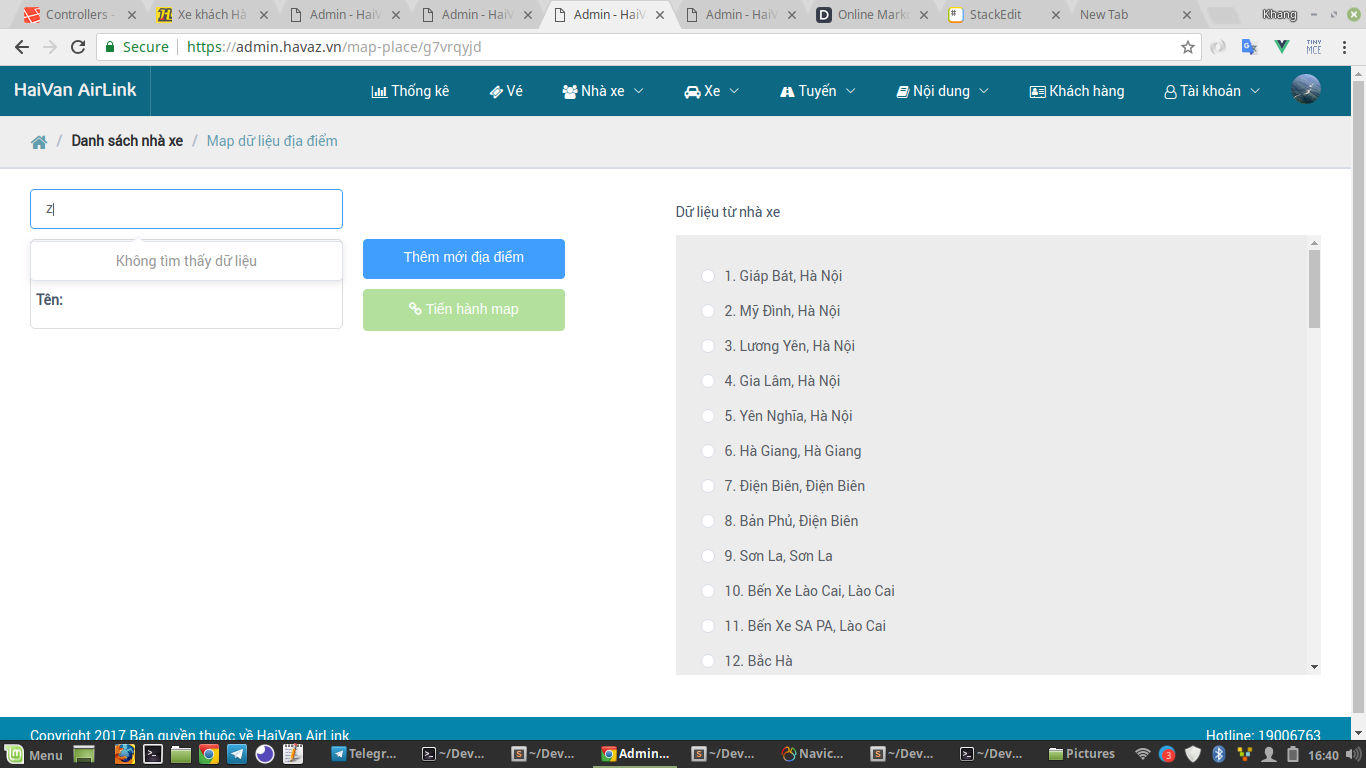 Controllers -
Xe khách Hà
Admin - HaiV
Admin - HaiV
Admin - HaiV
Admin - HaiV
Online Mark
StackEdit
New Tab
Khang
Secure
https://admin.havaz.vn/map-place/g7vrqyjd
TINY
MCE
HaiVan AirLink
Thống kê
Vé
Nhà xe
Xe
Tuyến
Nội dung
Khách hàng
Tài khoản
/ Danh sách nhà xe / Map dữ liệu địa điểm
z
Không tìm thấy dữ liệu
Tên:
Thêm mới địa điểm
Tiến hành map
Dữ liệu từ nhà xe
1. Giáp Bát, Hà Nội
2. Mỹ Đình, Hà Nội
3. Lương Yên, Hà Nội
4. Gia Lâm, Hà Nội
5. Yên Nghĩa, Hà Nội
6. Hà Giang, Hà Giang
7. Điện Biên, Điện Biên
8. Bản Phủ, Điện Biên
9. Sơn La, Sơn La
10. Bến Xe Lào Cai, Lào Cai
11. Bến Xe SA PA, Lào Cai
12. Bắc Hà
Copyright 2017 Bản quyền thuộc về HaiVan AirLink
Hotline: 19006763
Menu
Telegr...
~/Dev...
~/Dev...
Admin...
~/Dev...
Navic...
~/Dev...
~/Dev...
Pictures
3
16:40